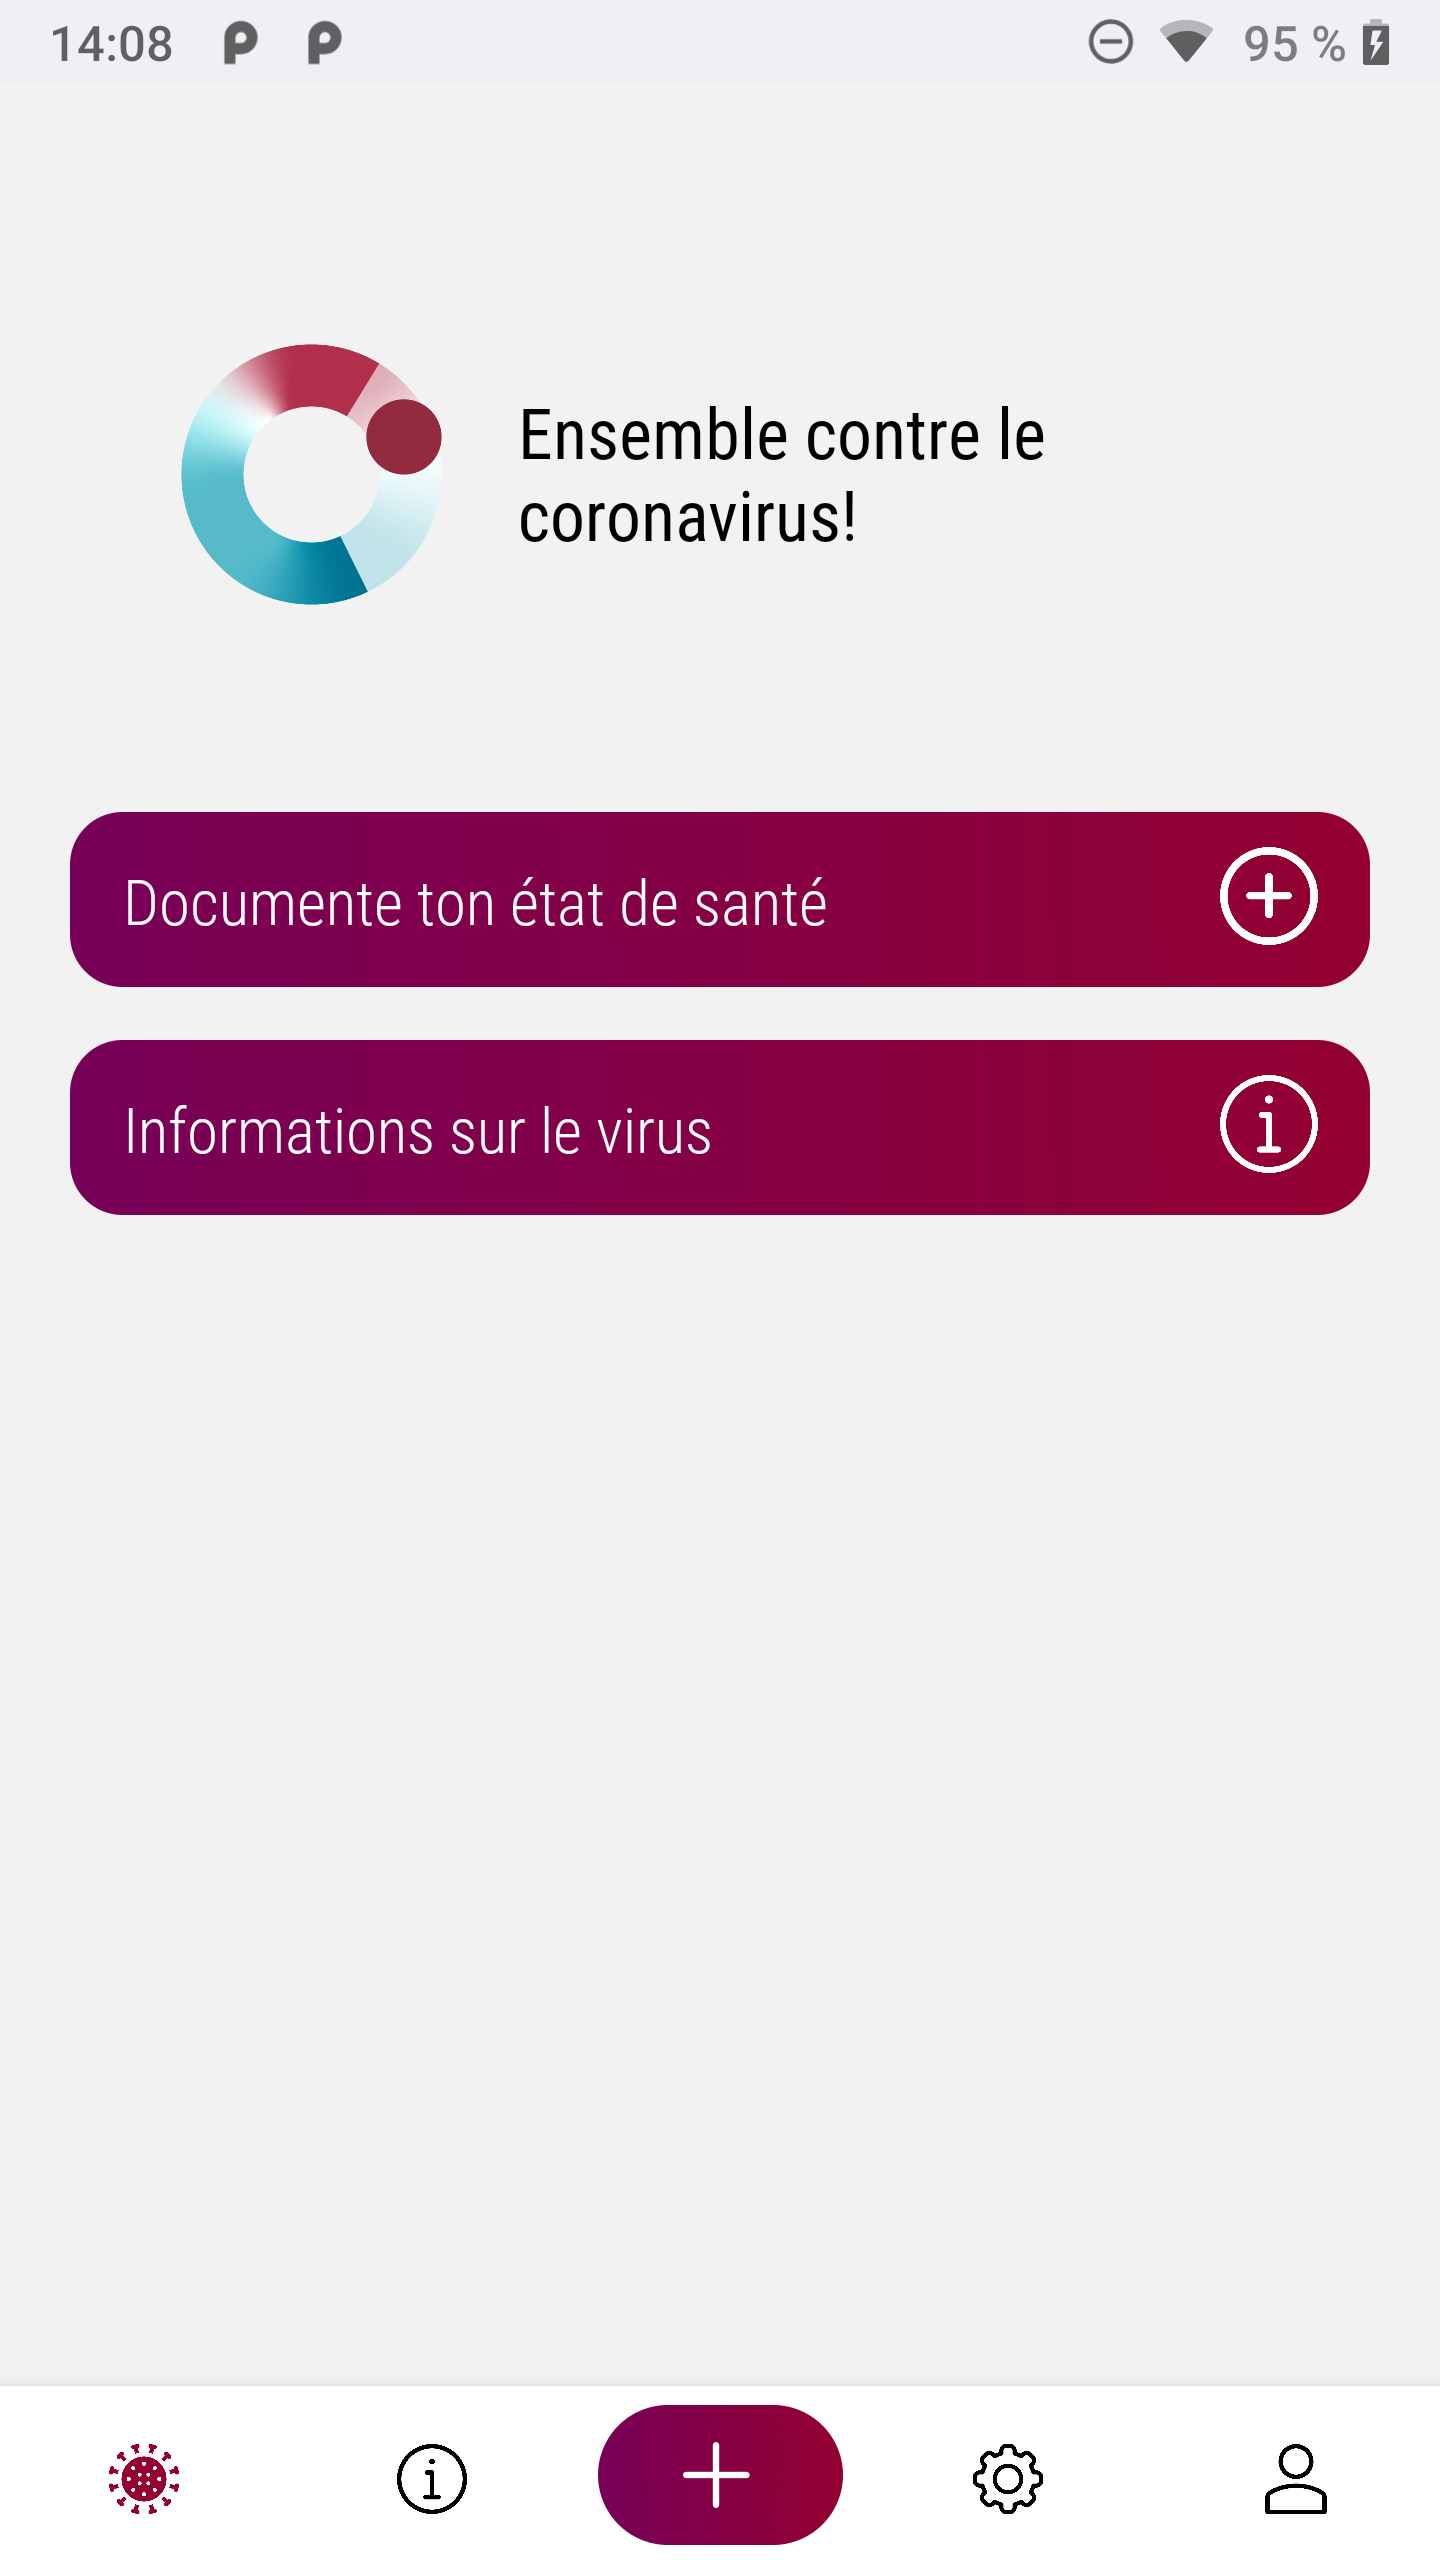 14:08
95 %
Ensemble contre le
coronavirus!
Documente ton état de santé
Informations sur le virus